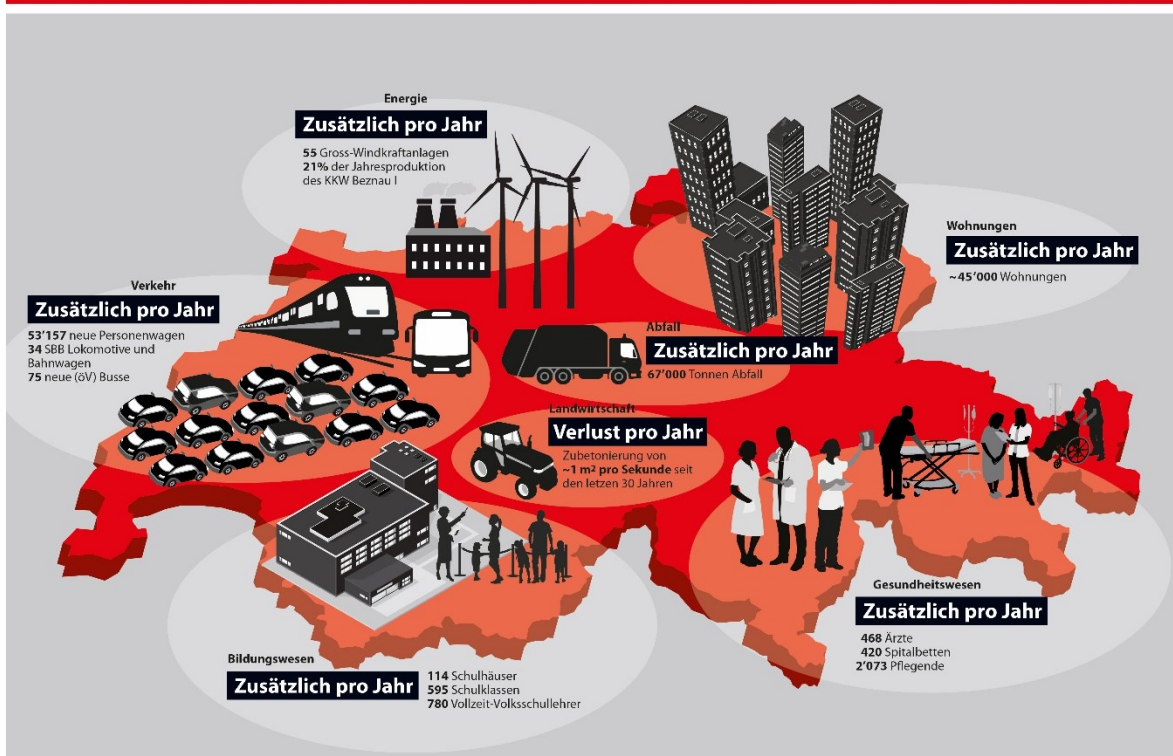 Energie
Zusätzlich pro Jahr
55 Gross-Windkraftanlagen
21% der Jahresproduktion
des KKW Beznau I
Wohnungen
Zusätzlich pro Jahr
~45'000 Wohnungen
Verkehr
Zusätzlich pro Jahr
53'157 neue Personenwagen
34 SBB Lokomotive und
Bahnwagen
75 neue (öV) Busse
Abfall
Zusätzlich pro Jahr
67'000 Tonnen Abfall
Landwirtschaft
Verlust pro Jahr
Zubetonierung von
~1 m² pro Sekunde seit
den letzen 30 Jahren
Gesundheitswesen
Zusätzlich pro Jahr
468 Ärzte
420 Spitalbetten
2'073 Pflegende
Bildungswesen
Zusätzlich pro Jahr
114 Schulhäuser
595 Schulklassen
780 Vollzeit-Volksschullehrer